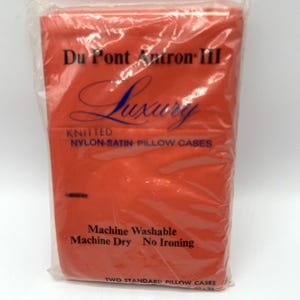 Du Pont Antron III
Luxury
KNITTED
NYLON-SATIN PILLOW CASES
Machine Washable
Machine Dry No Ironing
TWO STANDARD PILLOW CASES